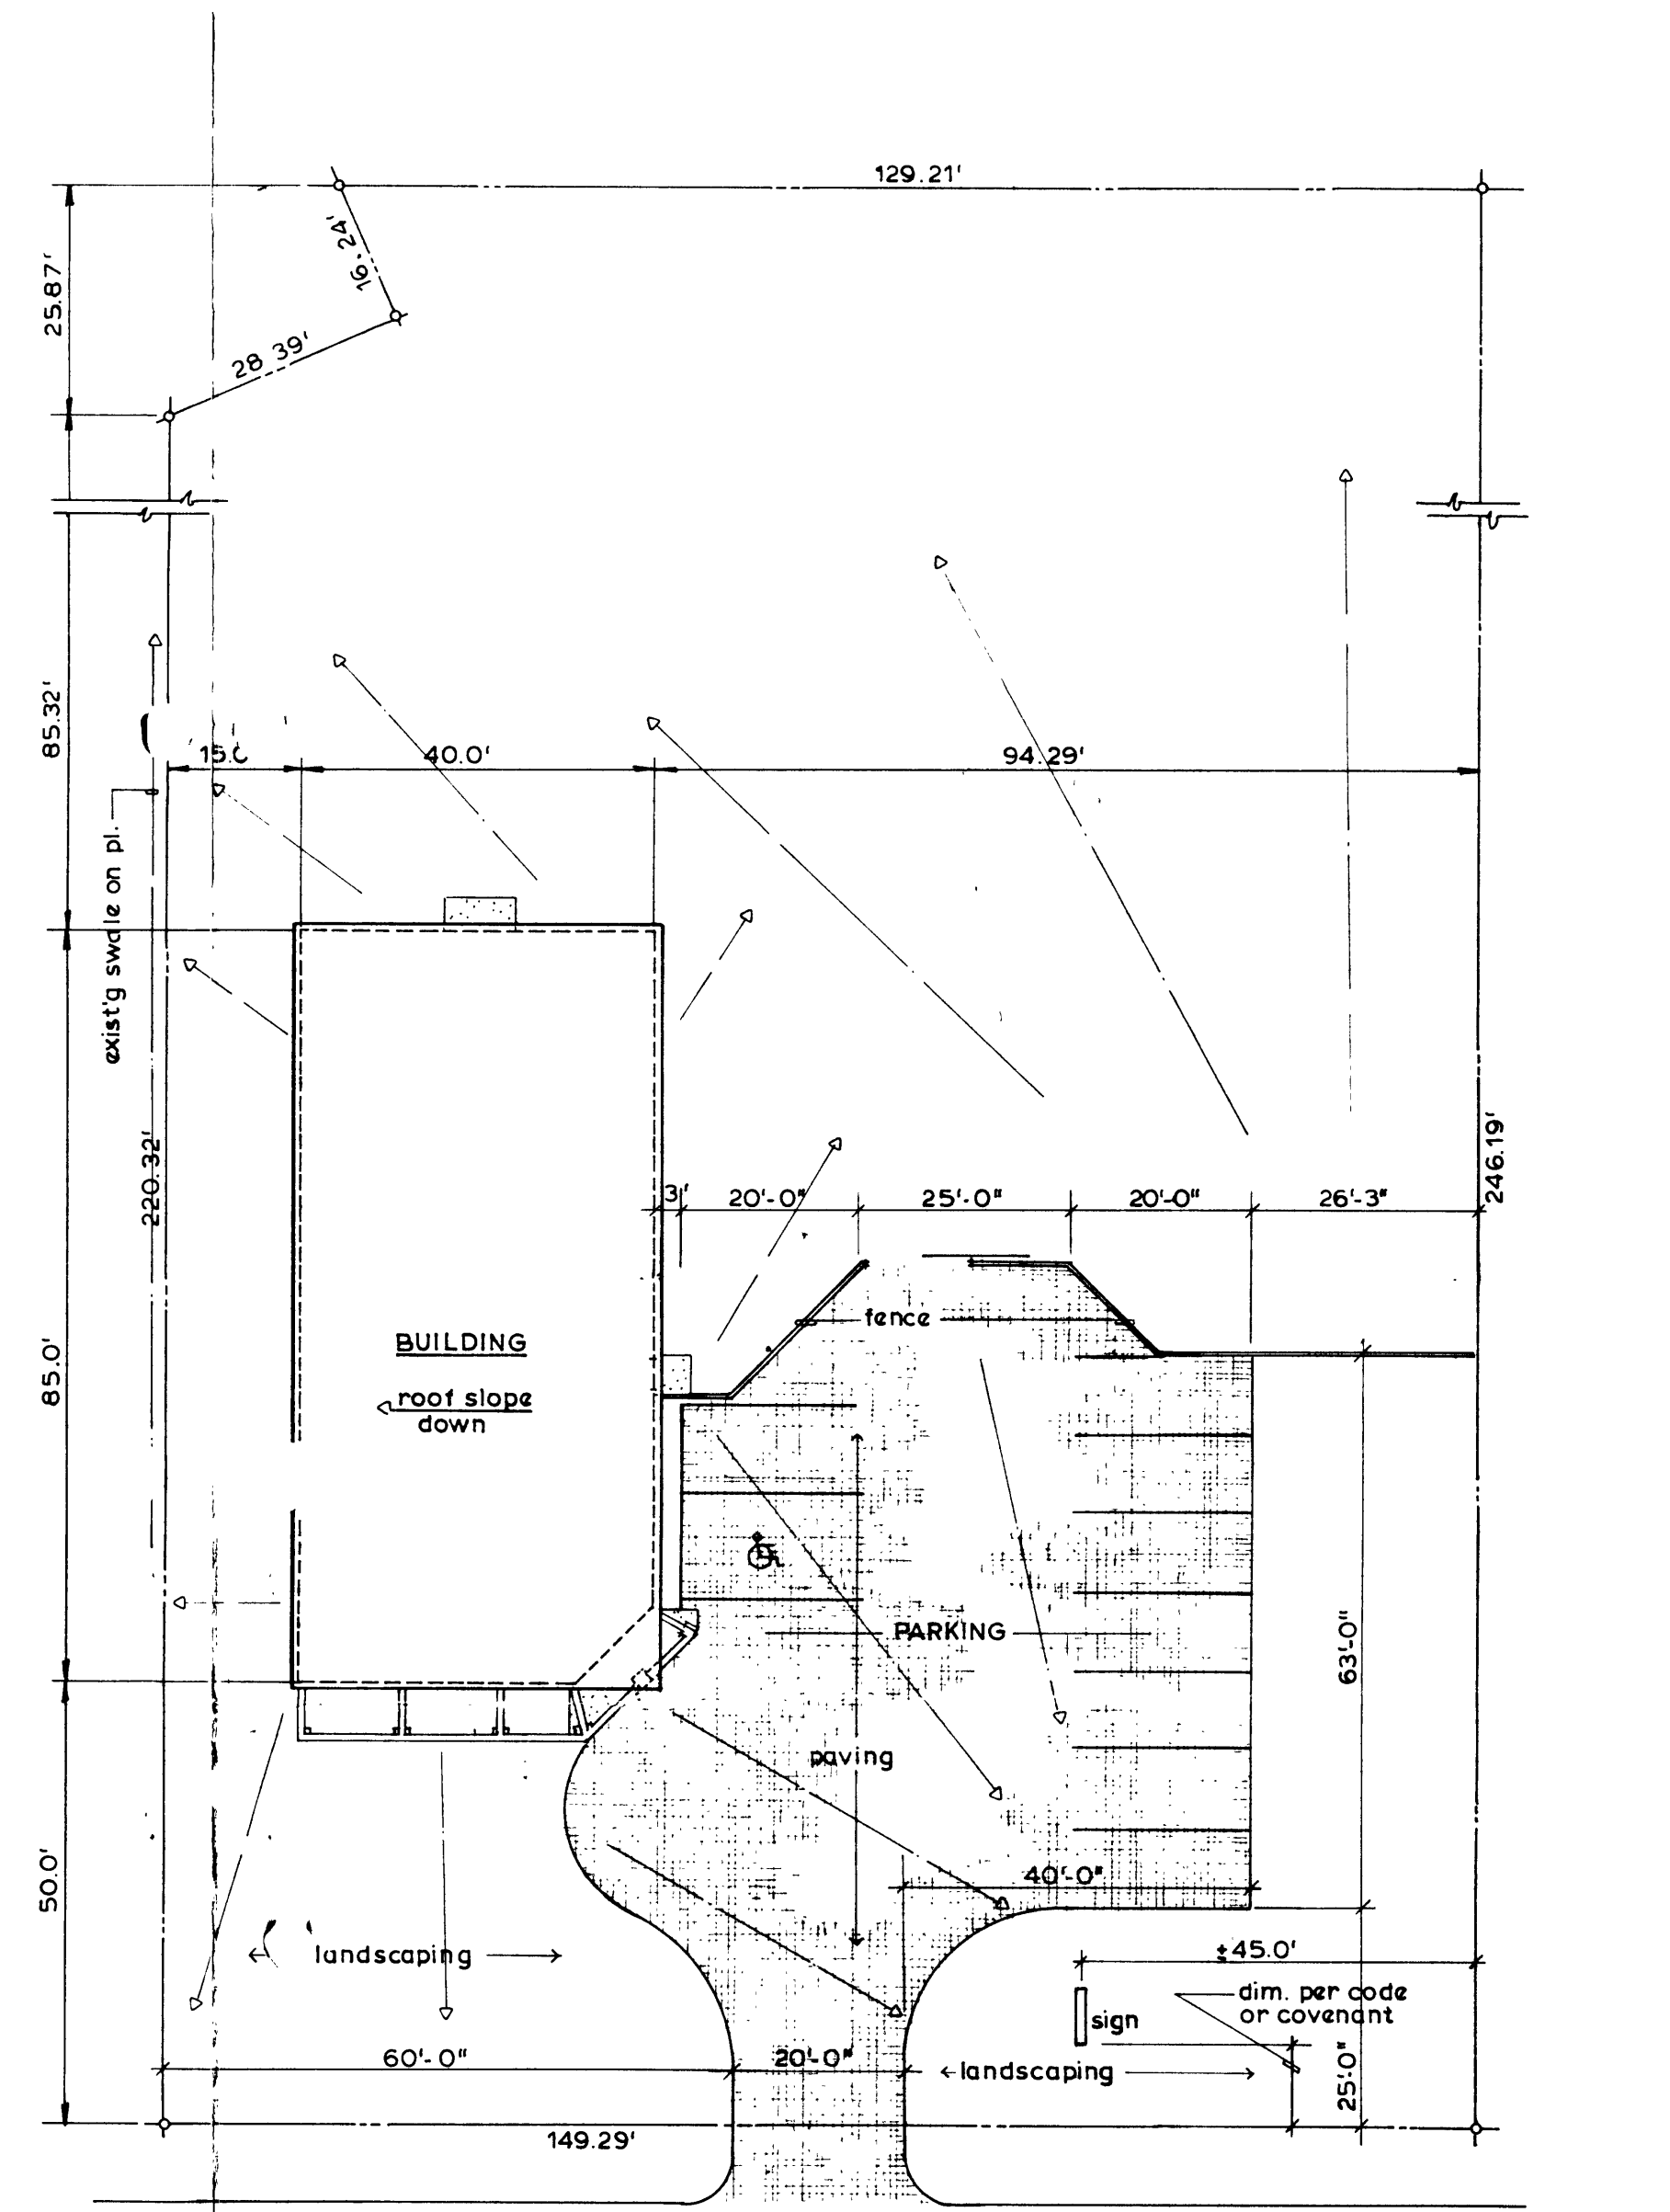 129.21'
25.87'
16.24'
28 39'
85.32'
40.0'
94.29'
exist'g swale on pl.
220.32'
246.19'
3'
20'-0"
25'-0"
20'-0"
26'-3"
fence
BUILDING
roof slope
down
85.0'
PARKING
63'-0"
paving
40'-0"
50.0'
landscaping
±45.0'
dim. per code
or covenant
sign
60'-0"
20'-0"
landscaping
25'-0"
149.29'